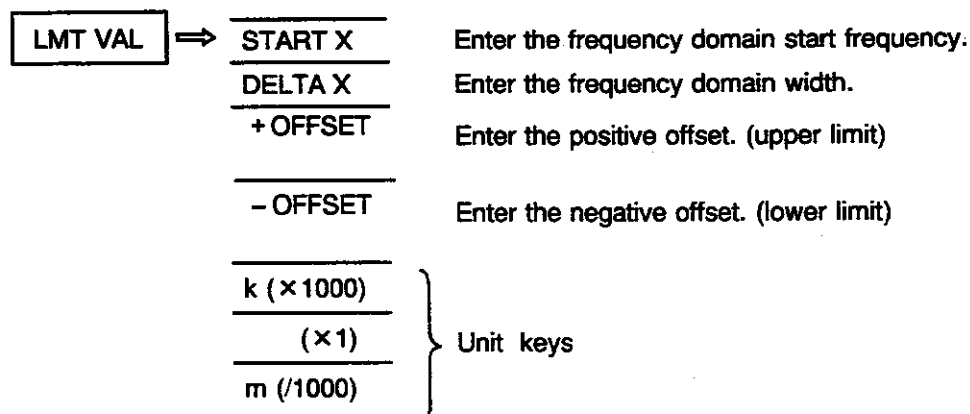 LMT VAL ⇒ START X Enter the frequency domain start frequency.
DELTA X Enter the frequency domain width.
+ OFFSET Enter the positive offset. (upper limit)
− OFFSET Enter the negative offset. (lower limit)
k (×1000)
(×1) Unit keys
m (/1000)